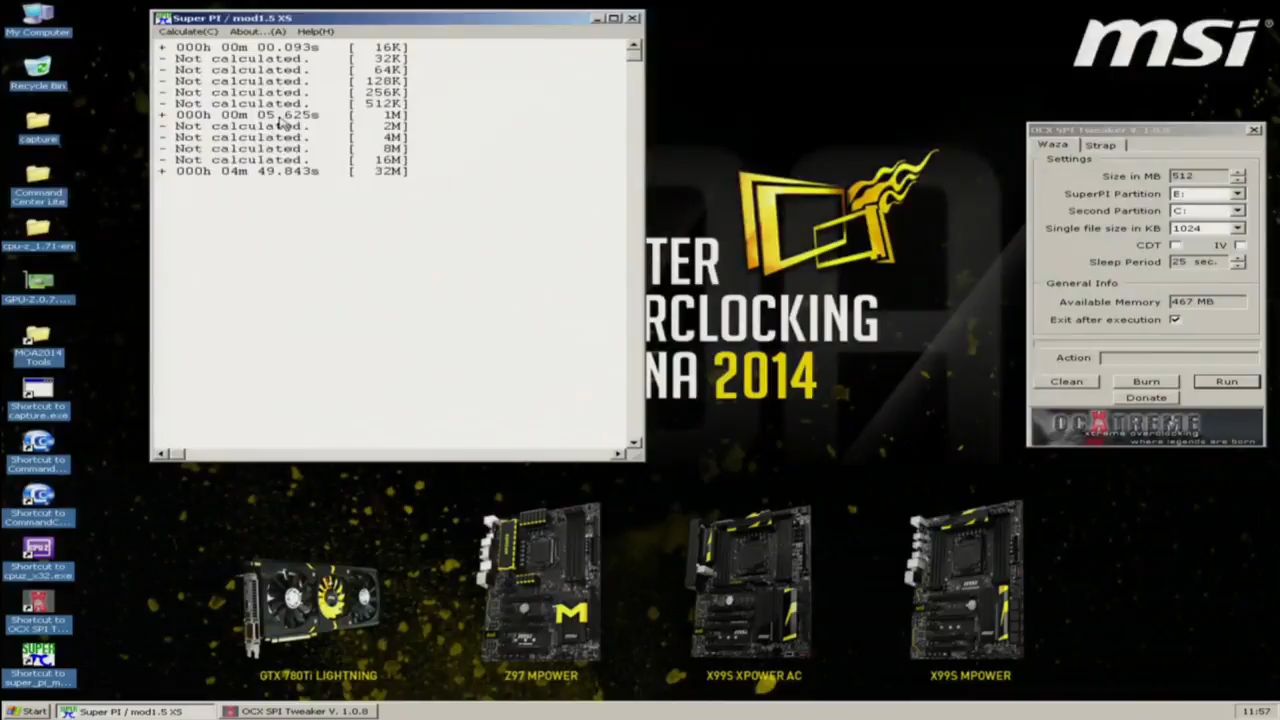 My Computer
Recycle Bin
capture
Command
Center Lite
cpu-z_1.71-en
GPU-Z.0.7....
MOA2014
Tools
Shortcut to
capture.exe
Shortcut to
Command...
Shortcut to
CommandC...
Shortcut to
cpuz_x32.exe
Shortcut to
OCX SPI T...
Shortcut to
super_pi_m...
Super PI / mod1.5 XS
Calculate(C) About...(A) Help(H)
+ 000h 00m 00.093s [ 16K]
- Not calculated. [ 32K]
- Not calculated. [ 64K]
- Not calculated. [ 128K]
- Not calculated. [ 256K]
- Not calculated. [ 512K]
+ 000h 00m 05.625s [ 1M]
- Not calculated. [ 2M]
- Not calculated. [ 4M]
- Not calculated. [ 8M]
- Not calculated. [ 16M]
+ 000h 04m 49.843s [ 32M]
msi
TER
RCLOCKING
NA 2014
OCX SPI Tweaker V. 1.0.8
Waza Strap
Settings
Size in MB 512
SuperPI Partition E:
Second Partition C:
Single file size in KB 1024
CDT IV
Sleep Period 25 sec.
General Info
Available Memory 467 MB
Exit after execution
Action
Clean Burn Run
Donate
OCXTREME
xtreme overclocking
where legends are born
GTX 780Ti LIGHTNING
Z97 MPOWER
X99S XPOWER AC
X99S MPOWER
Start Super PI / mod1.5 XS OCX SPI Tweaker V. 1.0.8 11:57